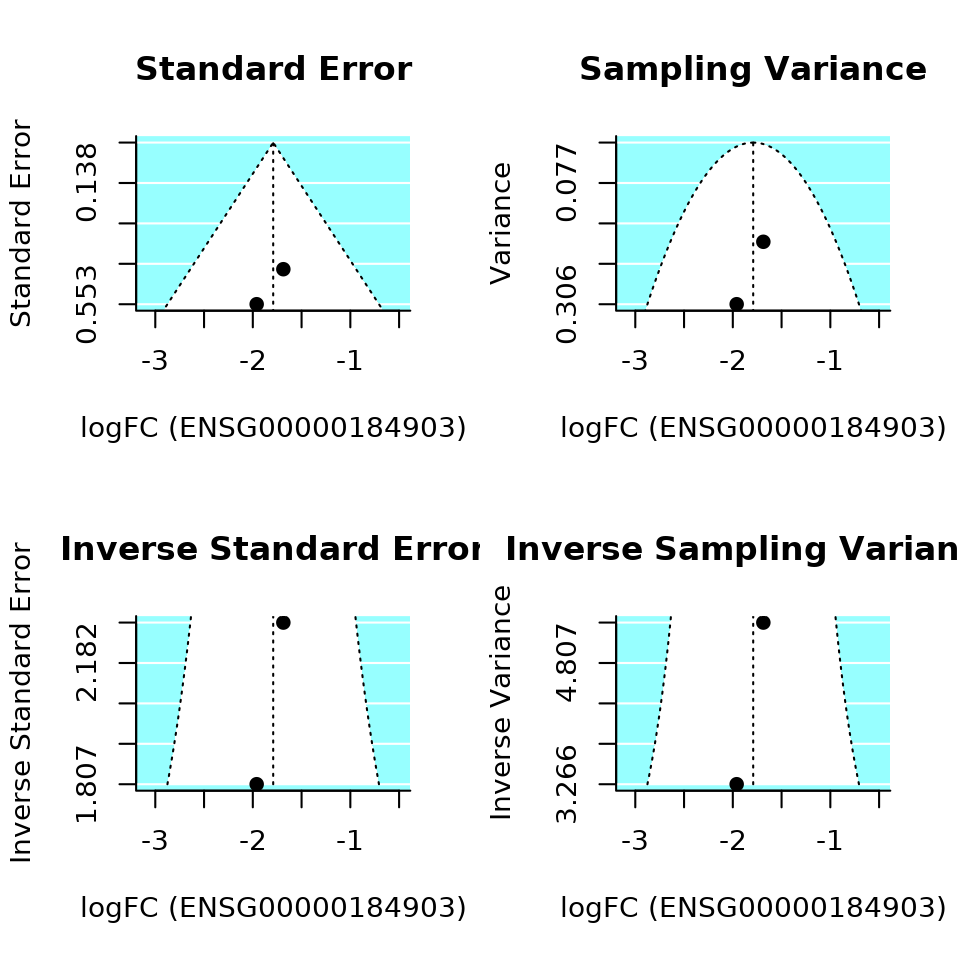 Standard Error
Standard Error
0.138
0.553
-3 -2 -1
logFC (ENSG00000184903)
Sampling Variance
Variance
0.077
0.306
-3 -2 -1
logFC (ENSG00000184903)
Inverse Standard Error
Inverse Standard Error
2.182
1.807
-3 -2 -1
logFC (ENSG00000184903)
Inverse Sampling Varian
Inverse Variance
4.807
3.266
-3 -2 -1
logFC (ENSG00000184903)